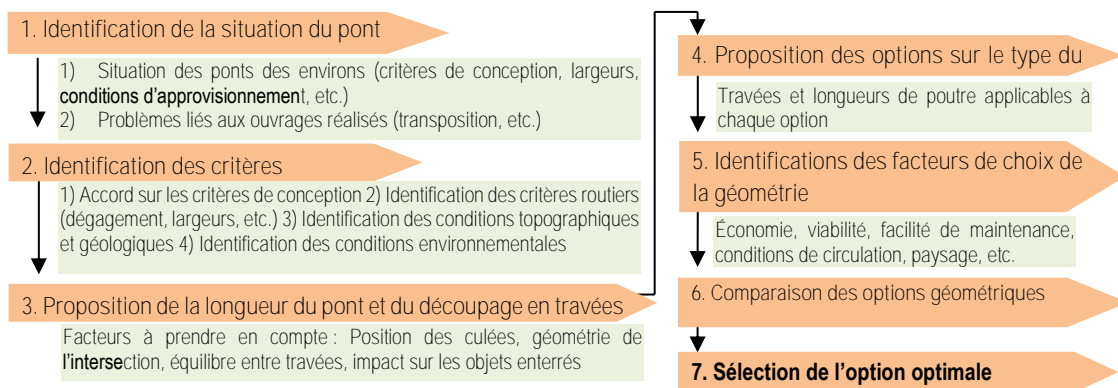 1. Identification de la situation du pont
1) Situation des ponts des environs (critères de conception, largeurs,
conditions d'approvisionnement, etc.)
2) Problèmes liés aux ouvrages réalisés (transposition, etc.)
2. Identification des critères
1) Accord sur les critères de conception 2) Identification des critères routiers
(dégagement, largeurs, etc.) 3) Identification des conditions topographiques
et géologiques 4) Identification des conditions environnementales
3. Proposition de la longueur du pont et du découpage en travées
Facteurs à prendre en compte : Position des culées, géométrie de
l'intersection, équilibre entre travées, impact sur les objets enterrés
4. Proposition des options sur le type du
Travées et longueurs de poutre applicables à
chaque option
5. Identifications des facteurs de choix de
la géométrie
Économie, viabilité, facilité de maintenance,
conditions de circulation, paysage, etc.
6. Comparaison des options géométriques
7. Sélection de l'option optimale